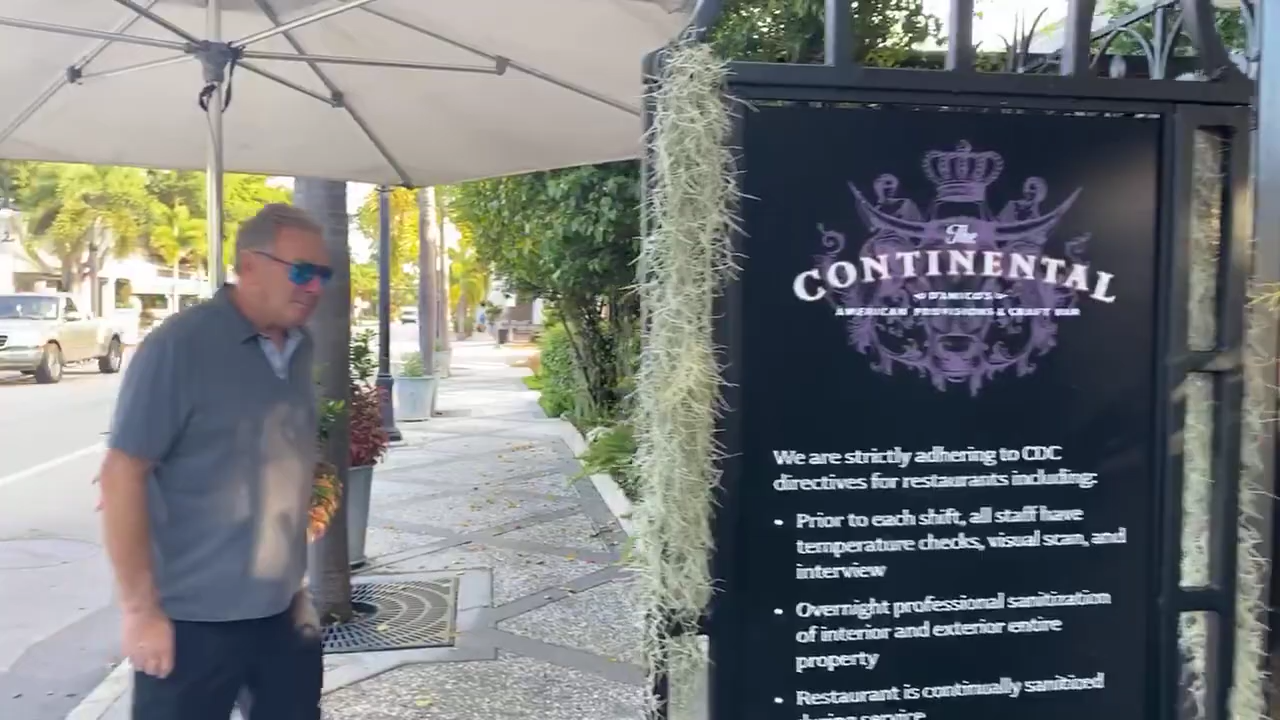 The
CONTINENTAL
D'AMICO'S
AMERICAN PROVISIONS & CRAFT BAR
We are strictly adhering to CDC
directives for restaurants including:
• Prior to each shift, all staff have
temperature checks, visual scan, and
interview
• Overnight professional sanitization
of interior and exterior entire
property
• Restaurant is continually sanitized
during service